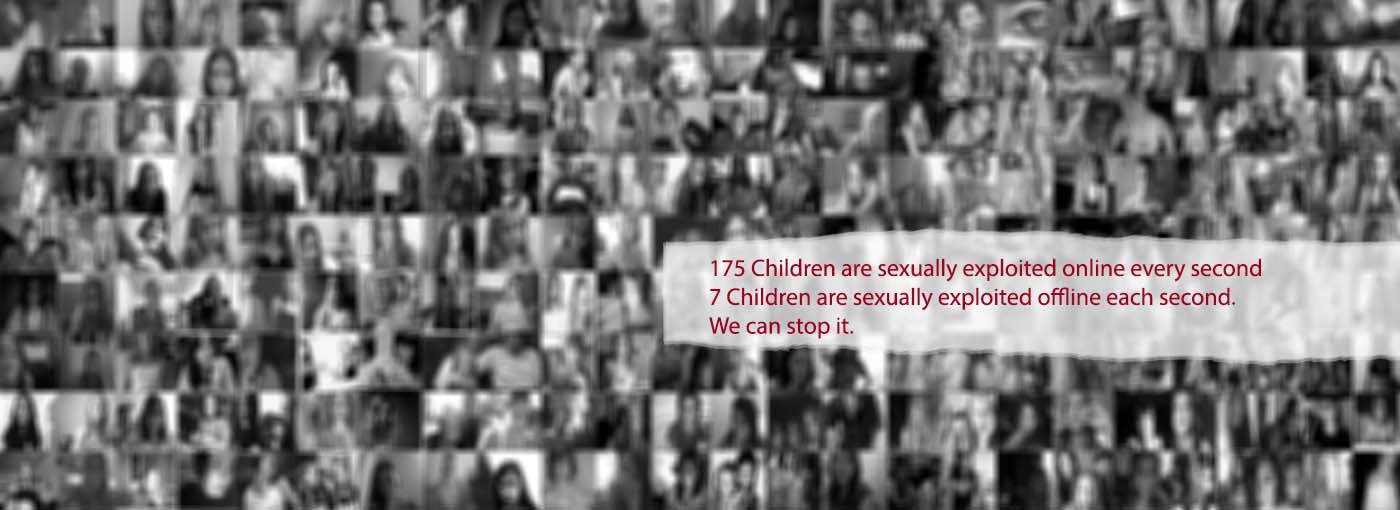 175 Children are sexually exploited online every second
7 Children are sexually exploited offline each second.
We can stop it.